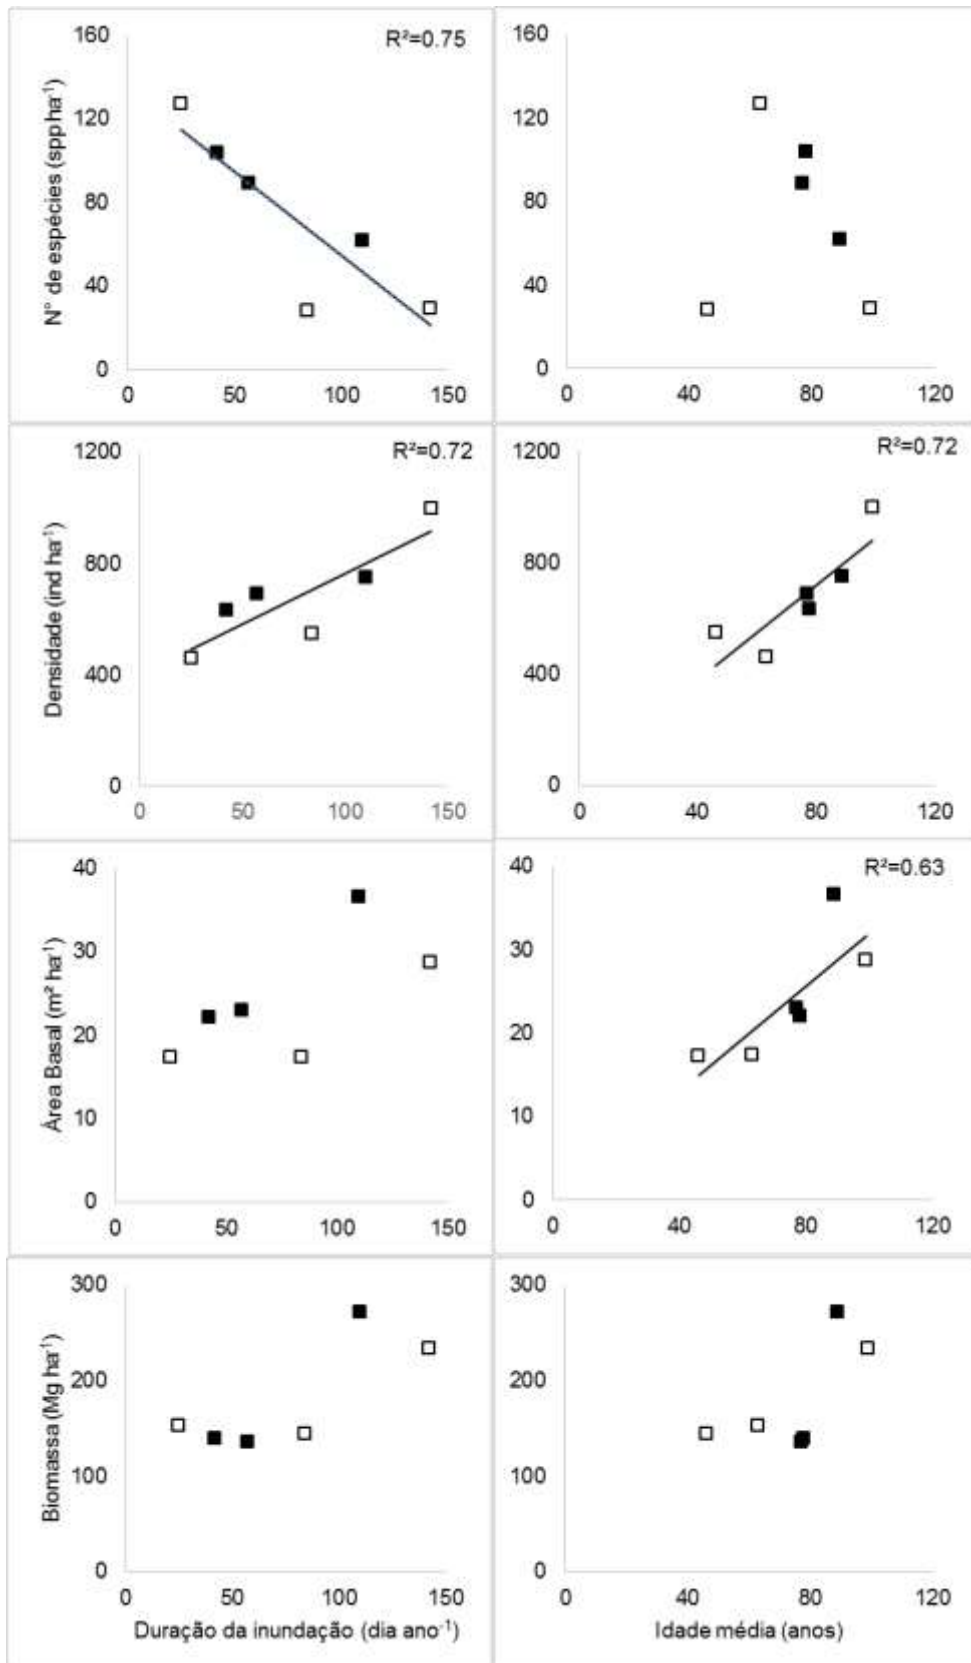 160
R²=0.75
120
80
40
0
0 50 100 150
N° de espécies (spp ha⁻¹)
160
120
80
40
0
0 40 80 120
1200
R²=0.72
800
400
0
0 50 100 150
Densidade (ind ha⁻¹)
1200
R²=0.72
800
400
0
0 40 80 120
40
30
20
10
0
0 50 100 150
Área Basal (m² ha⁻¹)
40
R²=0.63
30
20
10
0
0 40 80 120
300
200
100
0
0 50 100 150
Biomassa (Mg ha⁻¹)
Duração da inundação (dia ano⁻¹)
300
200
100
0
0 40 80 120
Idade média (anos)